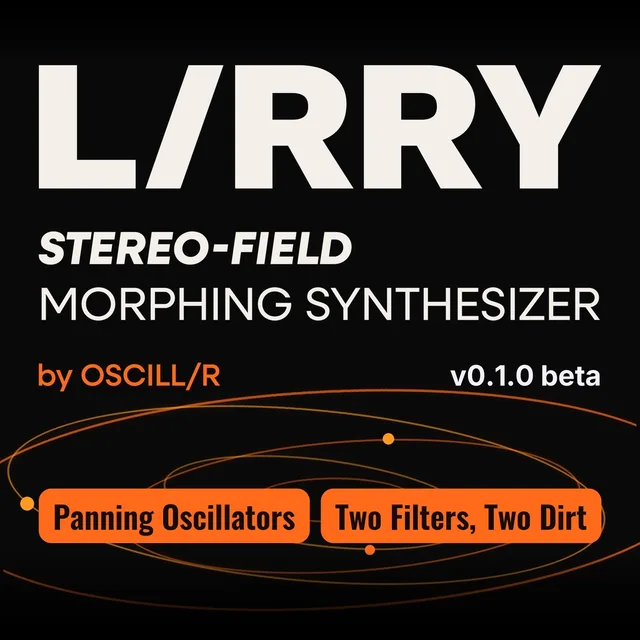 L/RRY
STEREO-FIELD
MORPHING SYNTHESIZER
by OSCILL/R v0.1.0 beta
Panning Oscillators Two Filters, Two Dirt